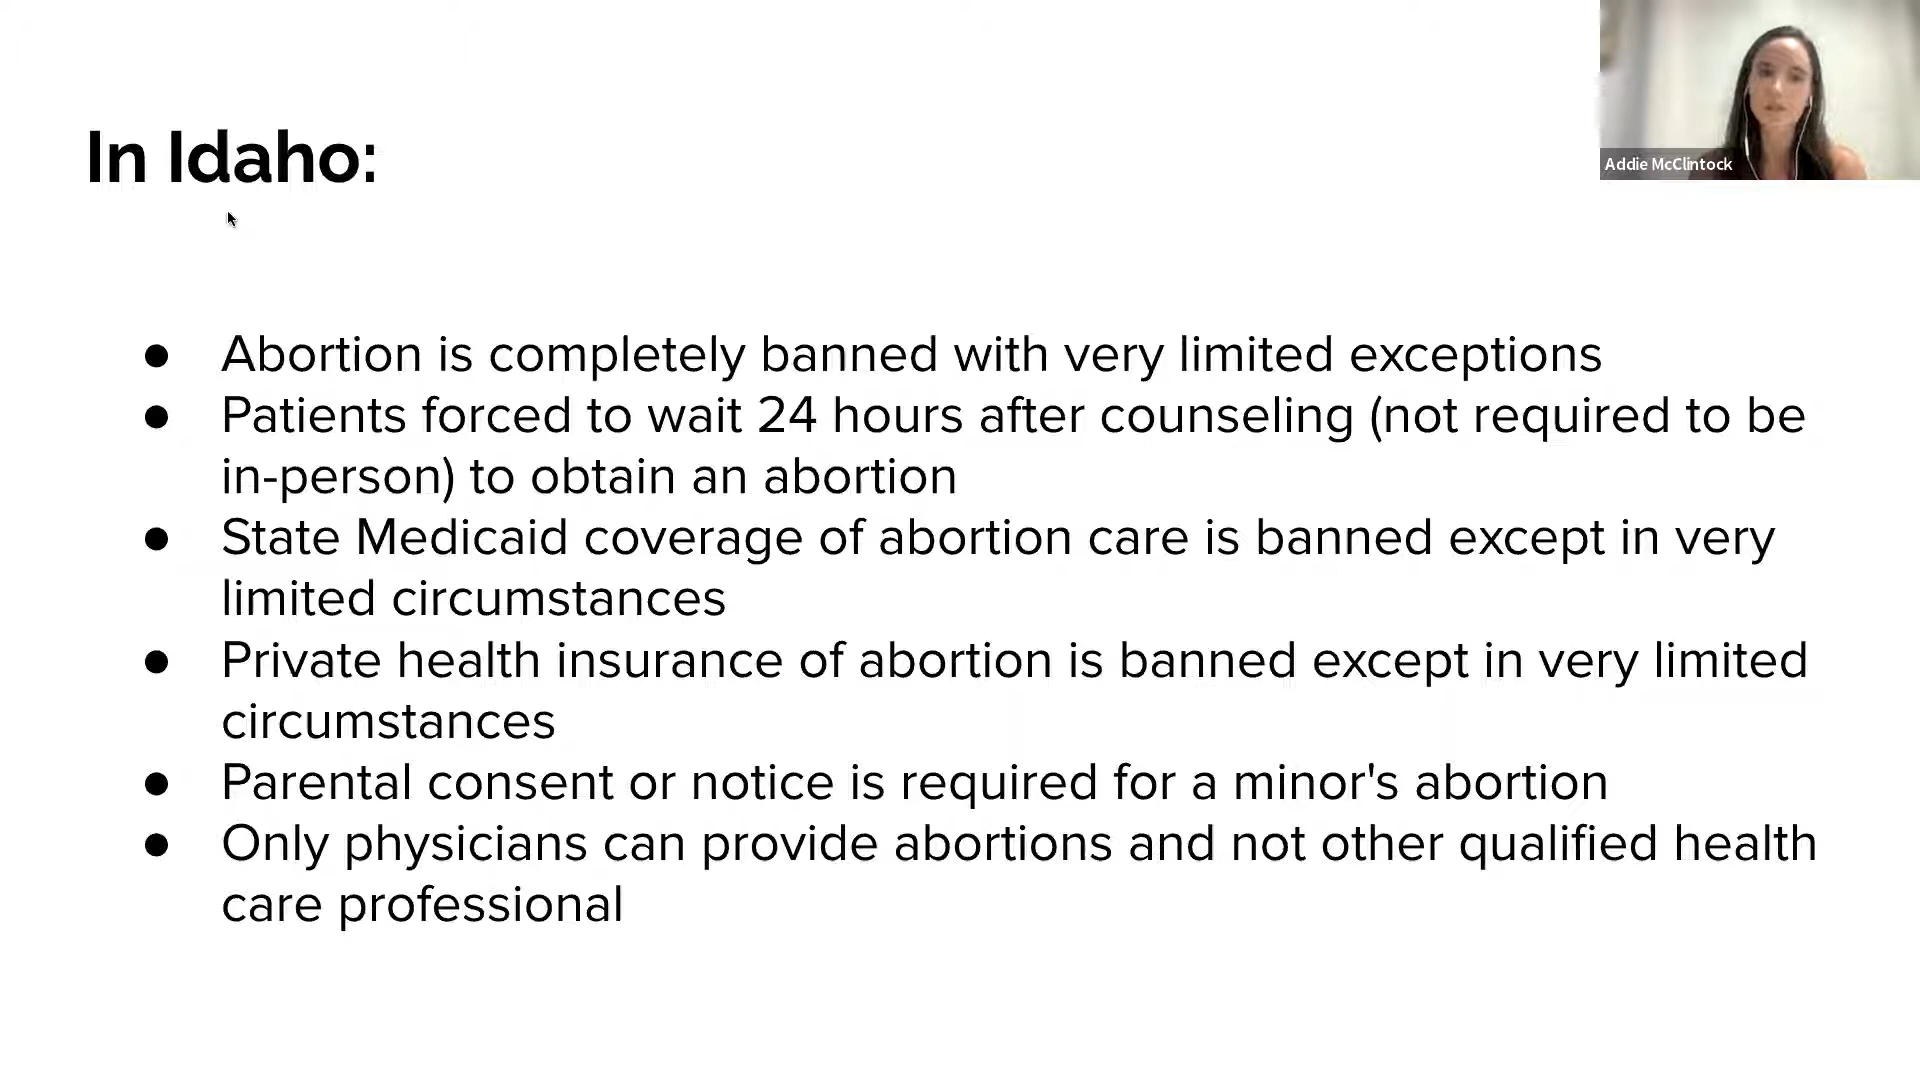 In Idaho:
Addie McClintock
● Abortion is completely banned with very limited exceptions
● Patients forced to wait 24 hours after counseling (not required to be
in-person) to obtain an abortion
● State Medicaid coverage of abortion care is banned except in very
limited circumstances
● Private health insurance of abortion is banned except in very limited
circumstances
● Parental consent or notice is required for a minor's abortion
● Only physicians can provide abortions and not other qualified health
care professional